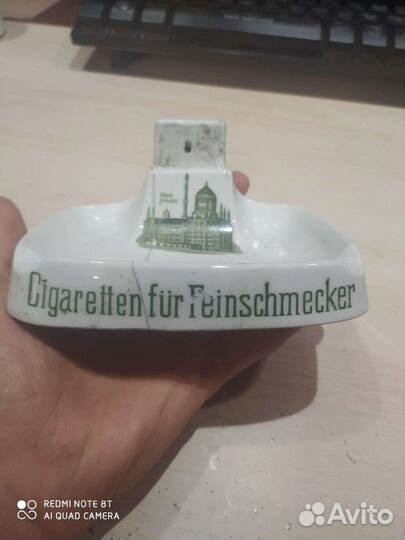 Cigaretten für Feinschmecker
REDMI NOTE 8T
AI QUAD CAMERA
Avito